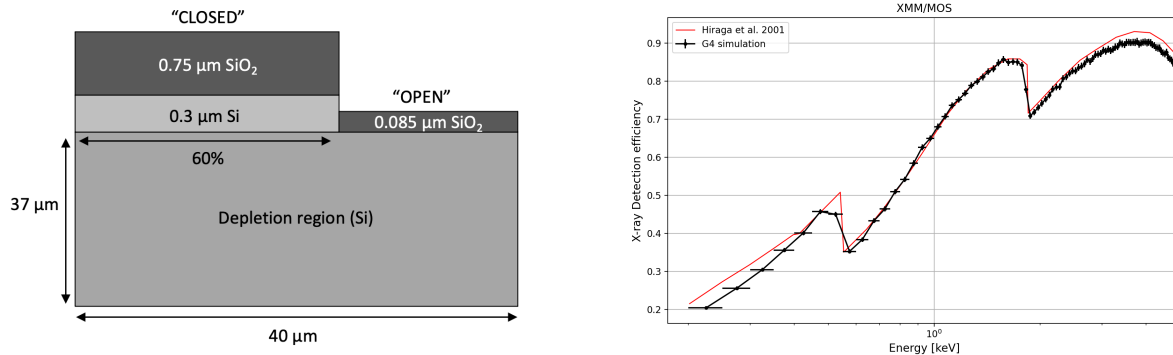 “CLOSED”
0.75 µm SiO₂
“OPEN”
0.3 µm Si
0.085 µm SiO₂
60%
37 µm
Depletion region (Si)
40 µm
XMM/MOS
Hiraga et al. 2001
G4 simulation
X-ray Detection efficiency
0.9
0.8
0.7
0.6
0.5
0.4
0.3
0.2
10⁰
Energy [keV]